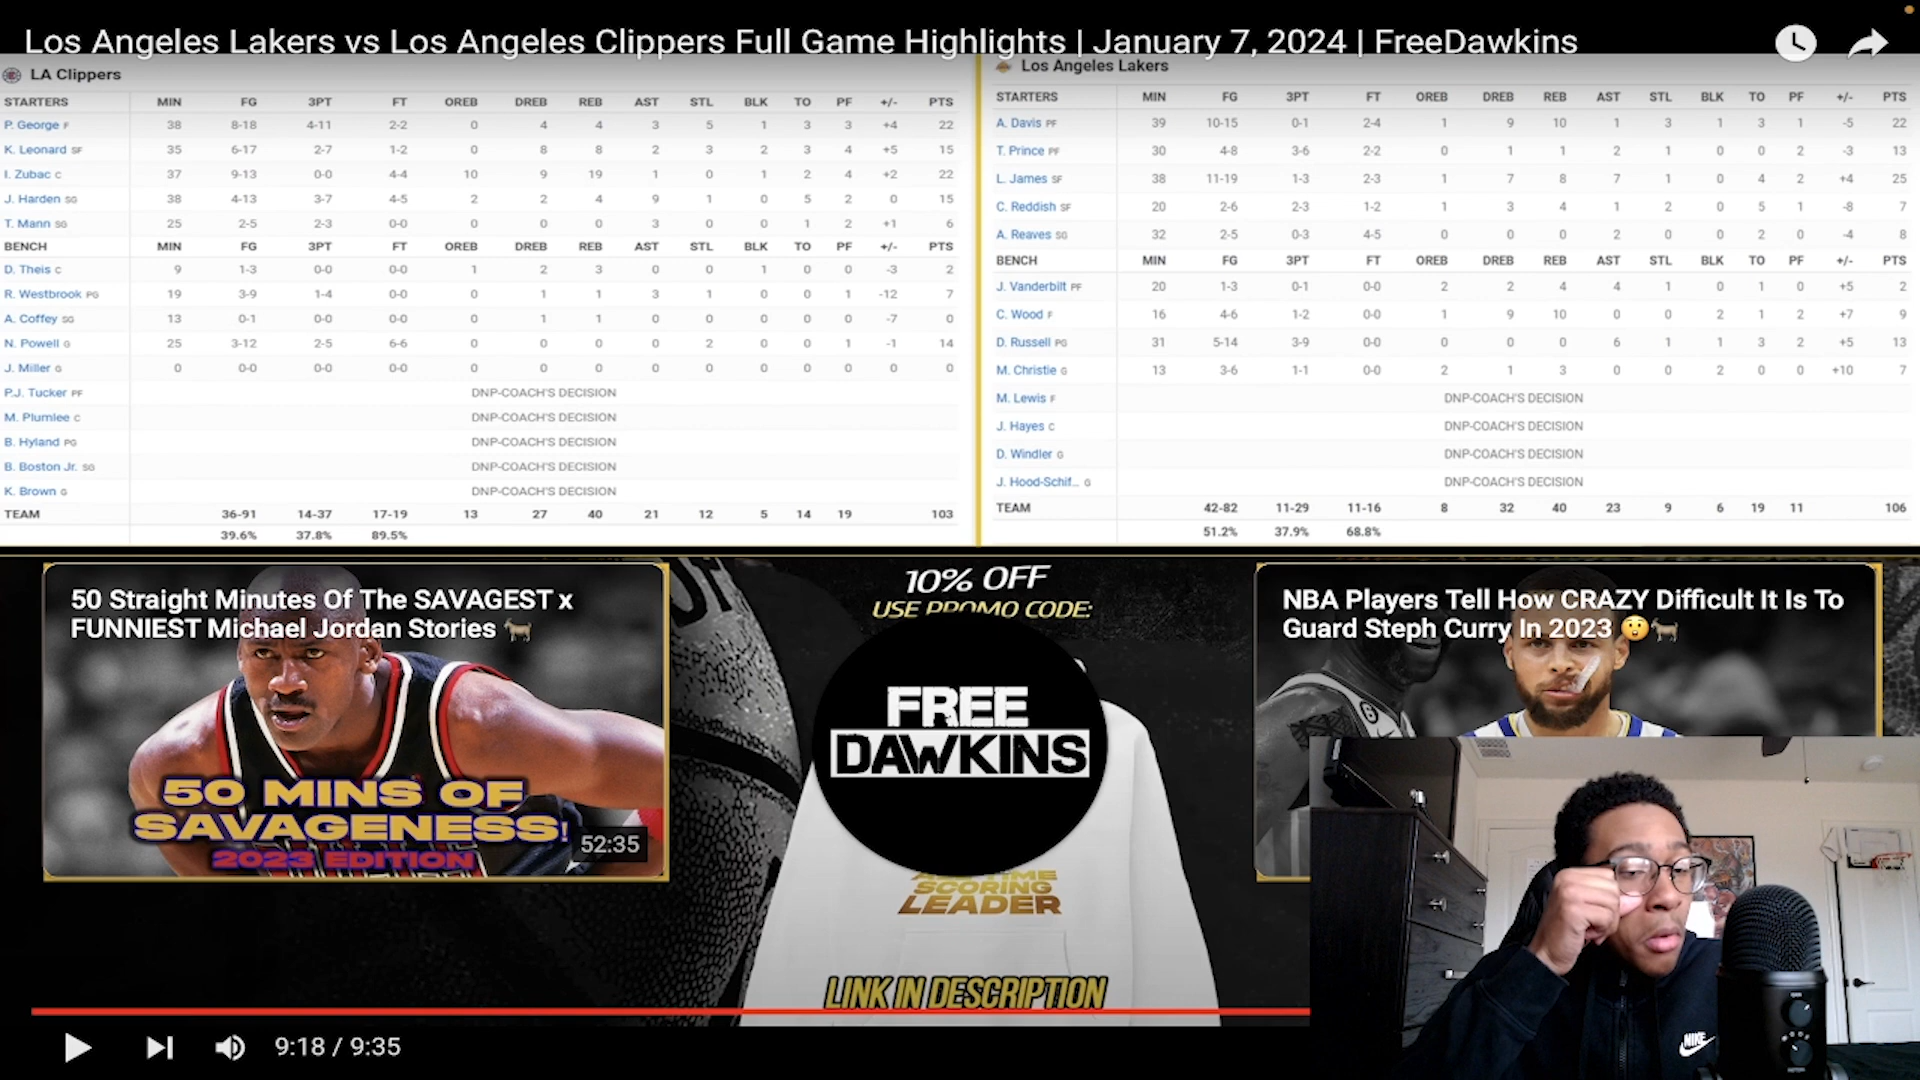 Los Angeles Lakers vs Los Angeles Clippers Full Game Highlights | January 7, 2024 | FreeDawkins
LA Clippers
STARTERS MIN FG 3PT FT OREB DREB REB AST STL BLK TO PF +/- PTS
P. George F 38 8-18 4-11 2-2 0 4 4 3 5 1 3 3 +4 22
K. Leonard SF 35 6-17 2-7 1-2 0 8 8 2 3 2 3 4 +5 15
I. Zubac C 37 9-13 0-0 4-4 10 9 19 1 0 1 2 4 +2 22
J. Harden SG 38 4-13 3-7 4-5 2 2 4 9 1 0 5 2 0 15
T. Mann SG 25 2-5 2-3 0-0 0 0 0 3 0 0 1 2 +1 6
BENCH MIN FG 3PT FT OREB DREB REB AST STL BLK TO PF +/- PTS
D. Theis C 9 1-3 0-0 0-0 1 2 3 0 0 1 0 0 -3 2
R. Westbrook PG 19 3-9 1-4 0-0 0 1 1 3 1 0 0 1 -12 7
A. Coffey SG 13 0-1 0-0 0-0 0 1 1 0 0 0 0 0 -7 0
N. Powell G 25 3-12 2-5 6-6 0 0 0 0 2 0 0 1 -1 14
J. Miller G 0 0-0 0-0 0-0 0 0 0 0 0 0 0 0 0 0
P.J. Tucker PF DNP-COACH'S DECISION
M. Plumlee C DNP-COACH'S DECISION
B. Hyland PG DNP-COACH'S DECISION
B. Boston Jr. SG DNP-COACH'S DECISION
K. Brown G DNP-COACH'S DECISION
TEAM 36-91 14-37 17-19 13 27 40 21 12 5 14 19 103
39.6% 37.8% 89.5%
Los Angeles Lakers
STARTERS MIN FG 3PT FT OREB DREB REB AST STL BLK TO PF +/- PTS
A. Davis PF 39 10-15 0-1 2-4 1 9 10 1 3 1 3 1 -5 22
T. Prince PF 30 4-8 3-6 2-2 0 1 1 2 1 0 0 2 -3 13
L. James SF 38 11-19 1-3 2-3 1 7 8 7 1 0 4 2 +4 25
C. Reddish SF 20 2-6 2-3 1-2 1 3 4 1 2 0 5 1 -8 7
A. Reaves SG 32 2-5 0-3 4-5 0 0 0 2 0 0 2 0 -4 8
BENCH MIN FG 3PT FT OREB DREB REB AST STL BLK TO PF +/- PTS
J. Vanderbilt PF 20 1-3 0-1 0-0 2 2 4 4 1 0 1 0 +5 2
C. Wood F 16 4-6 1-2 0-0 1 9 10 0 0 2 1 2 +7 9
D. Russell PG 31 5-14 3-9 0-0 0 0 0 6 1 1 3 2 +5 13
M. Christie G 13 3-6 1-1 0-0 2 1 3 0 0 2 0 0 +10 7
M. Lewis F DNP-COACH'S DECISION
J. Hayes C DNP-COACH'S DECISION
D. Windler G DNP-COACH'S DECISION
J. Hood-Schif... G DNP-COACH'S DECISION
TEAM 42-82 11-29 11-16 8 32 40 23 9 6 19 11 106
51.2% 37.9% 68.8%
50 Straight Minutes Of The SAVAGEST x
FUNNIEST Michael Jordan Stories 🐐
50 MINS OF
SAVAGENESS!
2023 EDITION
52:35
10% OFF
USE PROMO CODE:
FREE
DAWKINS
SCORING
LEADER
LINK IN DESCRIPTION
NBA Players Tell How CRAZY Difficult It Is To
Guard Steph Curry In 2023 😲🐐
NIKE
9:18 / 9:35